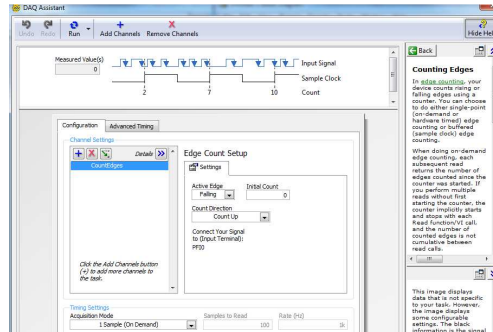 DAQ Assistant
Undo Redo Run Add Channels Remove Channels
Hide Help
Back
Measured Value(s)
0
Input Signal
Sample Clock
2 7 10 Count
Counting Edges
In edge counting, your
device counts rising or
falling edges using a
counter. You can choose
to do either single-point
(on-demand or
hardware timed) edge
counting or buffered
(sample clock) edge
counting.
When doing on-demand
edge counting, each
subsequent read
returns the number of
edges counted since the
counter was started. If
you perform multiple
reads without first
starting the counter, the
counter implicitly starts
and stops with each
Read function/VI call,
and the number of
counted edges is not
cumulative between
read calls.
This image displays
data that is not specific
to your task. However,
the image displays
some configurable
settings. The black
information is the signal
Configuration Advanced Timing
Channel Settings
Details
CountEdges
Click the Add Channels button
(+) to add more channels to
the task.
Edge Count Setup
Settings
Active Edge Initial Count
Falling 0
Count Direction
Count Up
Connect Your Signal
to (Input Terminal):
PFI0
Timing Settings
Acquisition Mode Samples to Read Rate (Hz)
1 Sample (On Demand) 100 1k